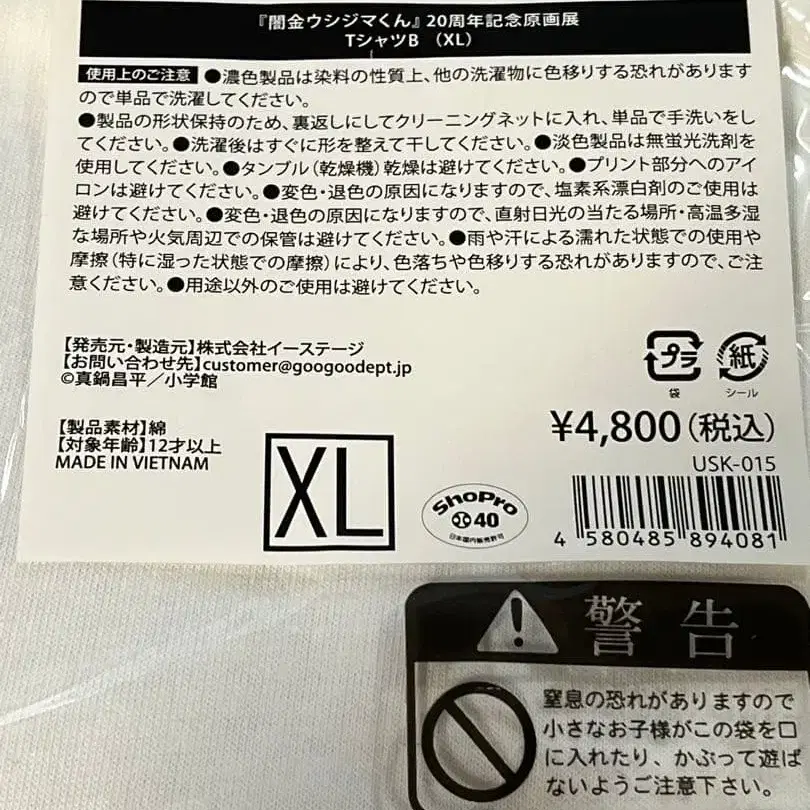 『闇金ウシジマくん』20周年記念原画展
TシャツB （XL）
使用上のご注意 ●濃色製品は染料の性質上、他の洗濯物に色移りする恐れがあります
ので単品で洗濯してください。
●製品の形状保持のため、裏返しにしてクリーニングネットに入れ、単品で手洗いをし
てください。●洗濯後はすぐに形を整えて干してください。●淡色製品は無蛍光洗剤を
使用してください。●タンブル（乾燥機）乾燥は避けてください。●プリント部分へのアイ
ロンは避けてください。●変色・退色の原因になりますので、塩素系漂白剤のご使用は
避けてください。●変色・退色の原因になりますので、直射日光の当たる場所・高温多湿
な場所や火気周辺での保管は避けてください。●雨や汗による濡れた状態での使用や
摩擦（特に湿った状態での摩擦）により、色落ちや色移りする恐れがありますので、ご注
意ください。●用途以外のご使用は避けてください。
【発売元・製造元】株式会社イーステージ
【お問い合わせ先】customer@googoodept.jp
©真鍋昌平／小学館
プラ
袋
紙
シール
【製品素材】綿
【対象年齢】12才以上
MADE IN VIETNAM
XL
ShoPro
40
日本国内販売許可
¥4,800（税込）
USK-015
4 580485 894081
警告
窒息の恐れがありますので
小さなお子様がこの袋を口
に入れたり、かぶって遊ば
ないようご注意下さい。